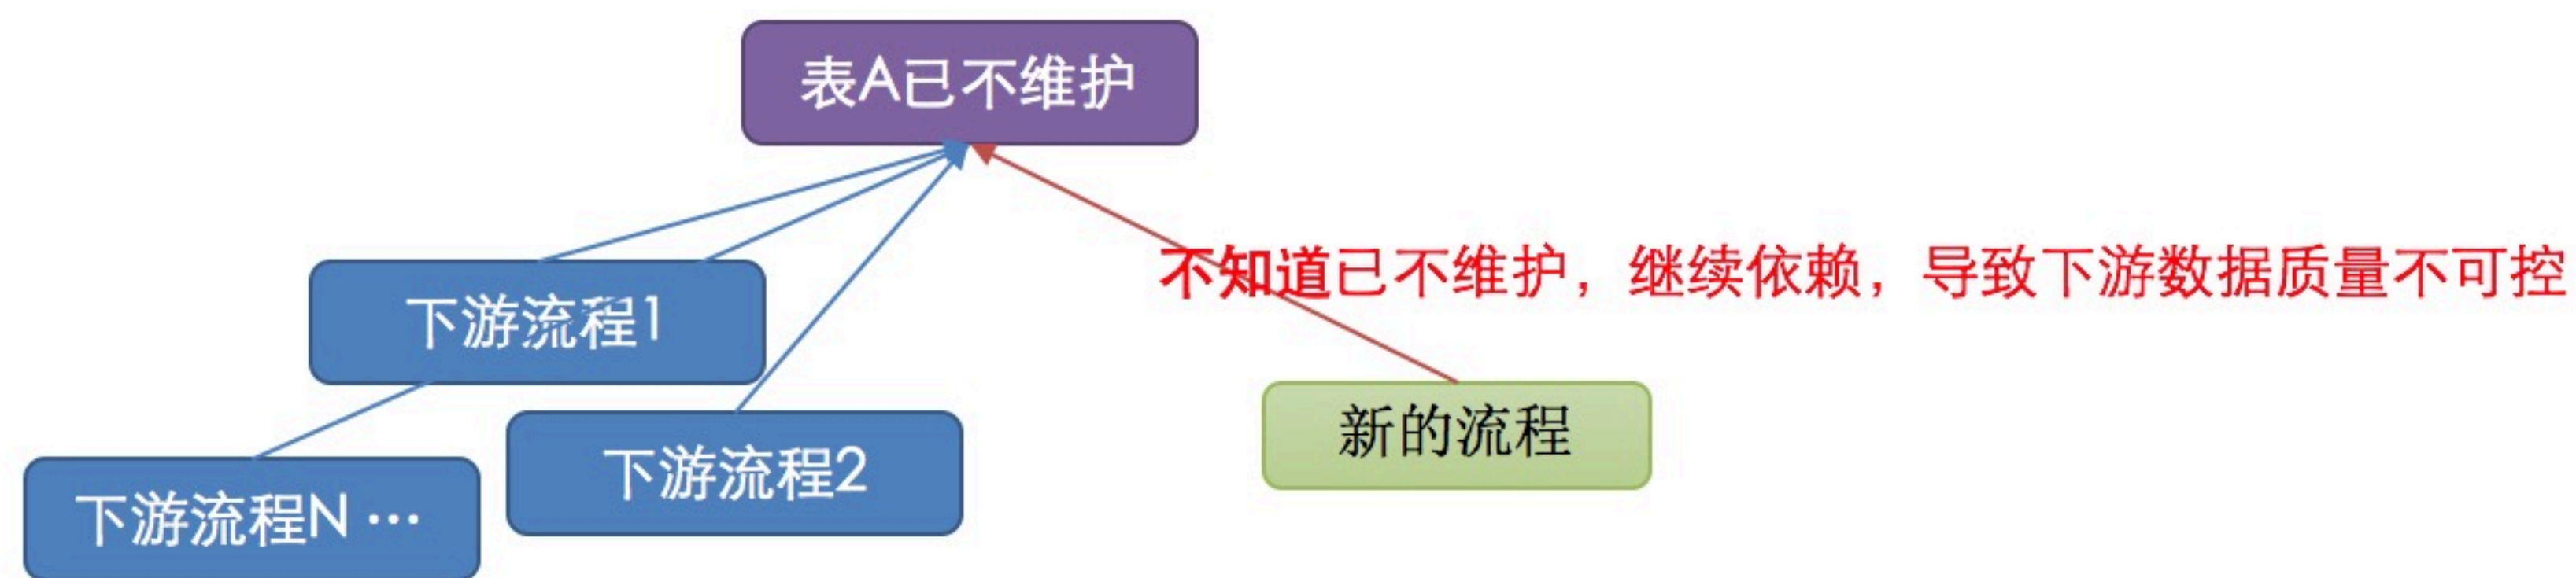 表A已不维护
不知道已不维护，继续依赖，导致下游数据质量不可控
下游流程1
新的流程
下游流程2
下游流程N …